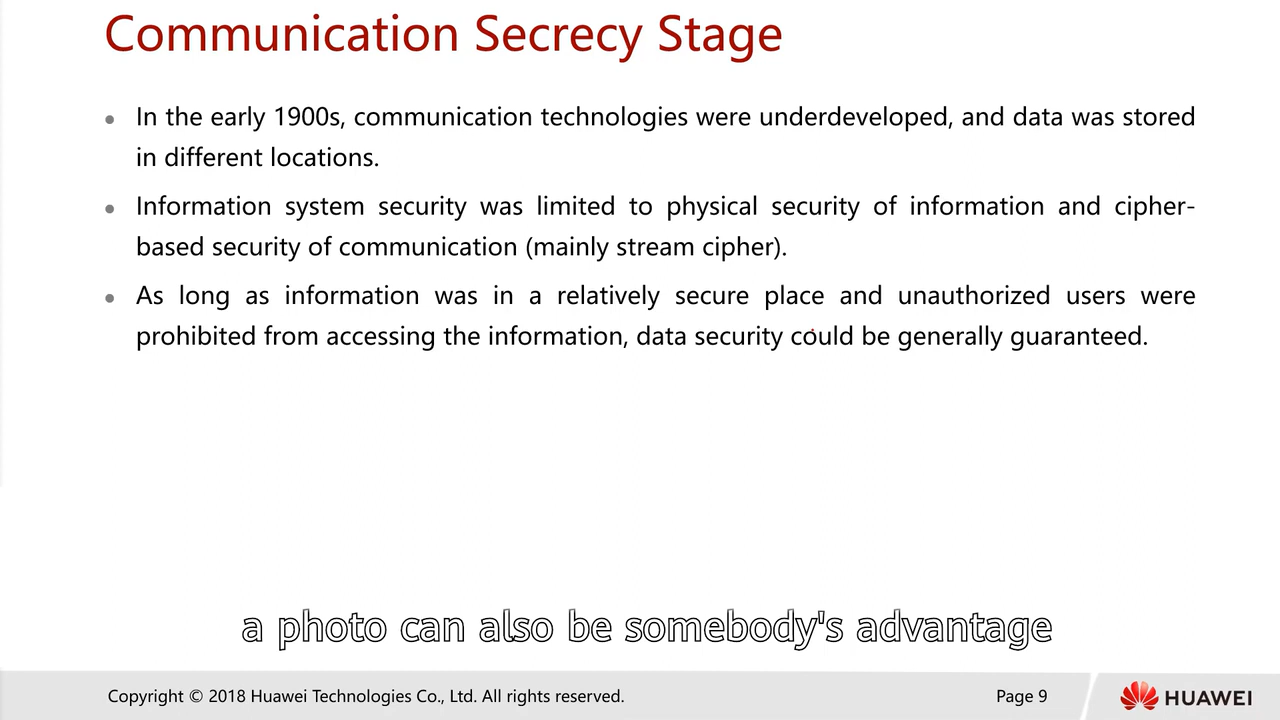 Communication Secrecy Stage
In the early 1900s, communication technologies were underdeveloped, and data was stored
in different locations.
Information system security was limited to physical security of information and cipher-
based security of communication (mainly stream cipher).
As long as information was in a relatively secure place and unauthorized users were
prohibited from accessing the information, data security could be generally guaranteed.
a photo can also be somebody's advantage
Copyright © 2018 Huawei Technologies Co., Ltd. All rights reserved.
Page 9
HUAWEI